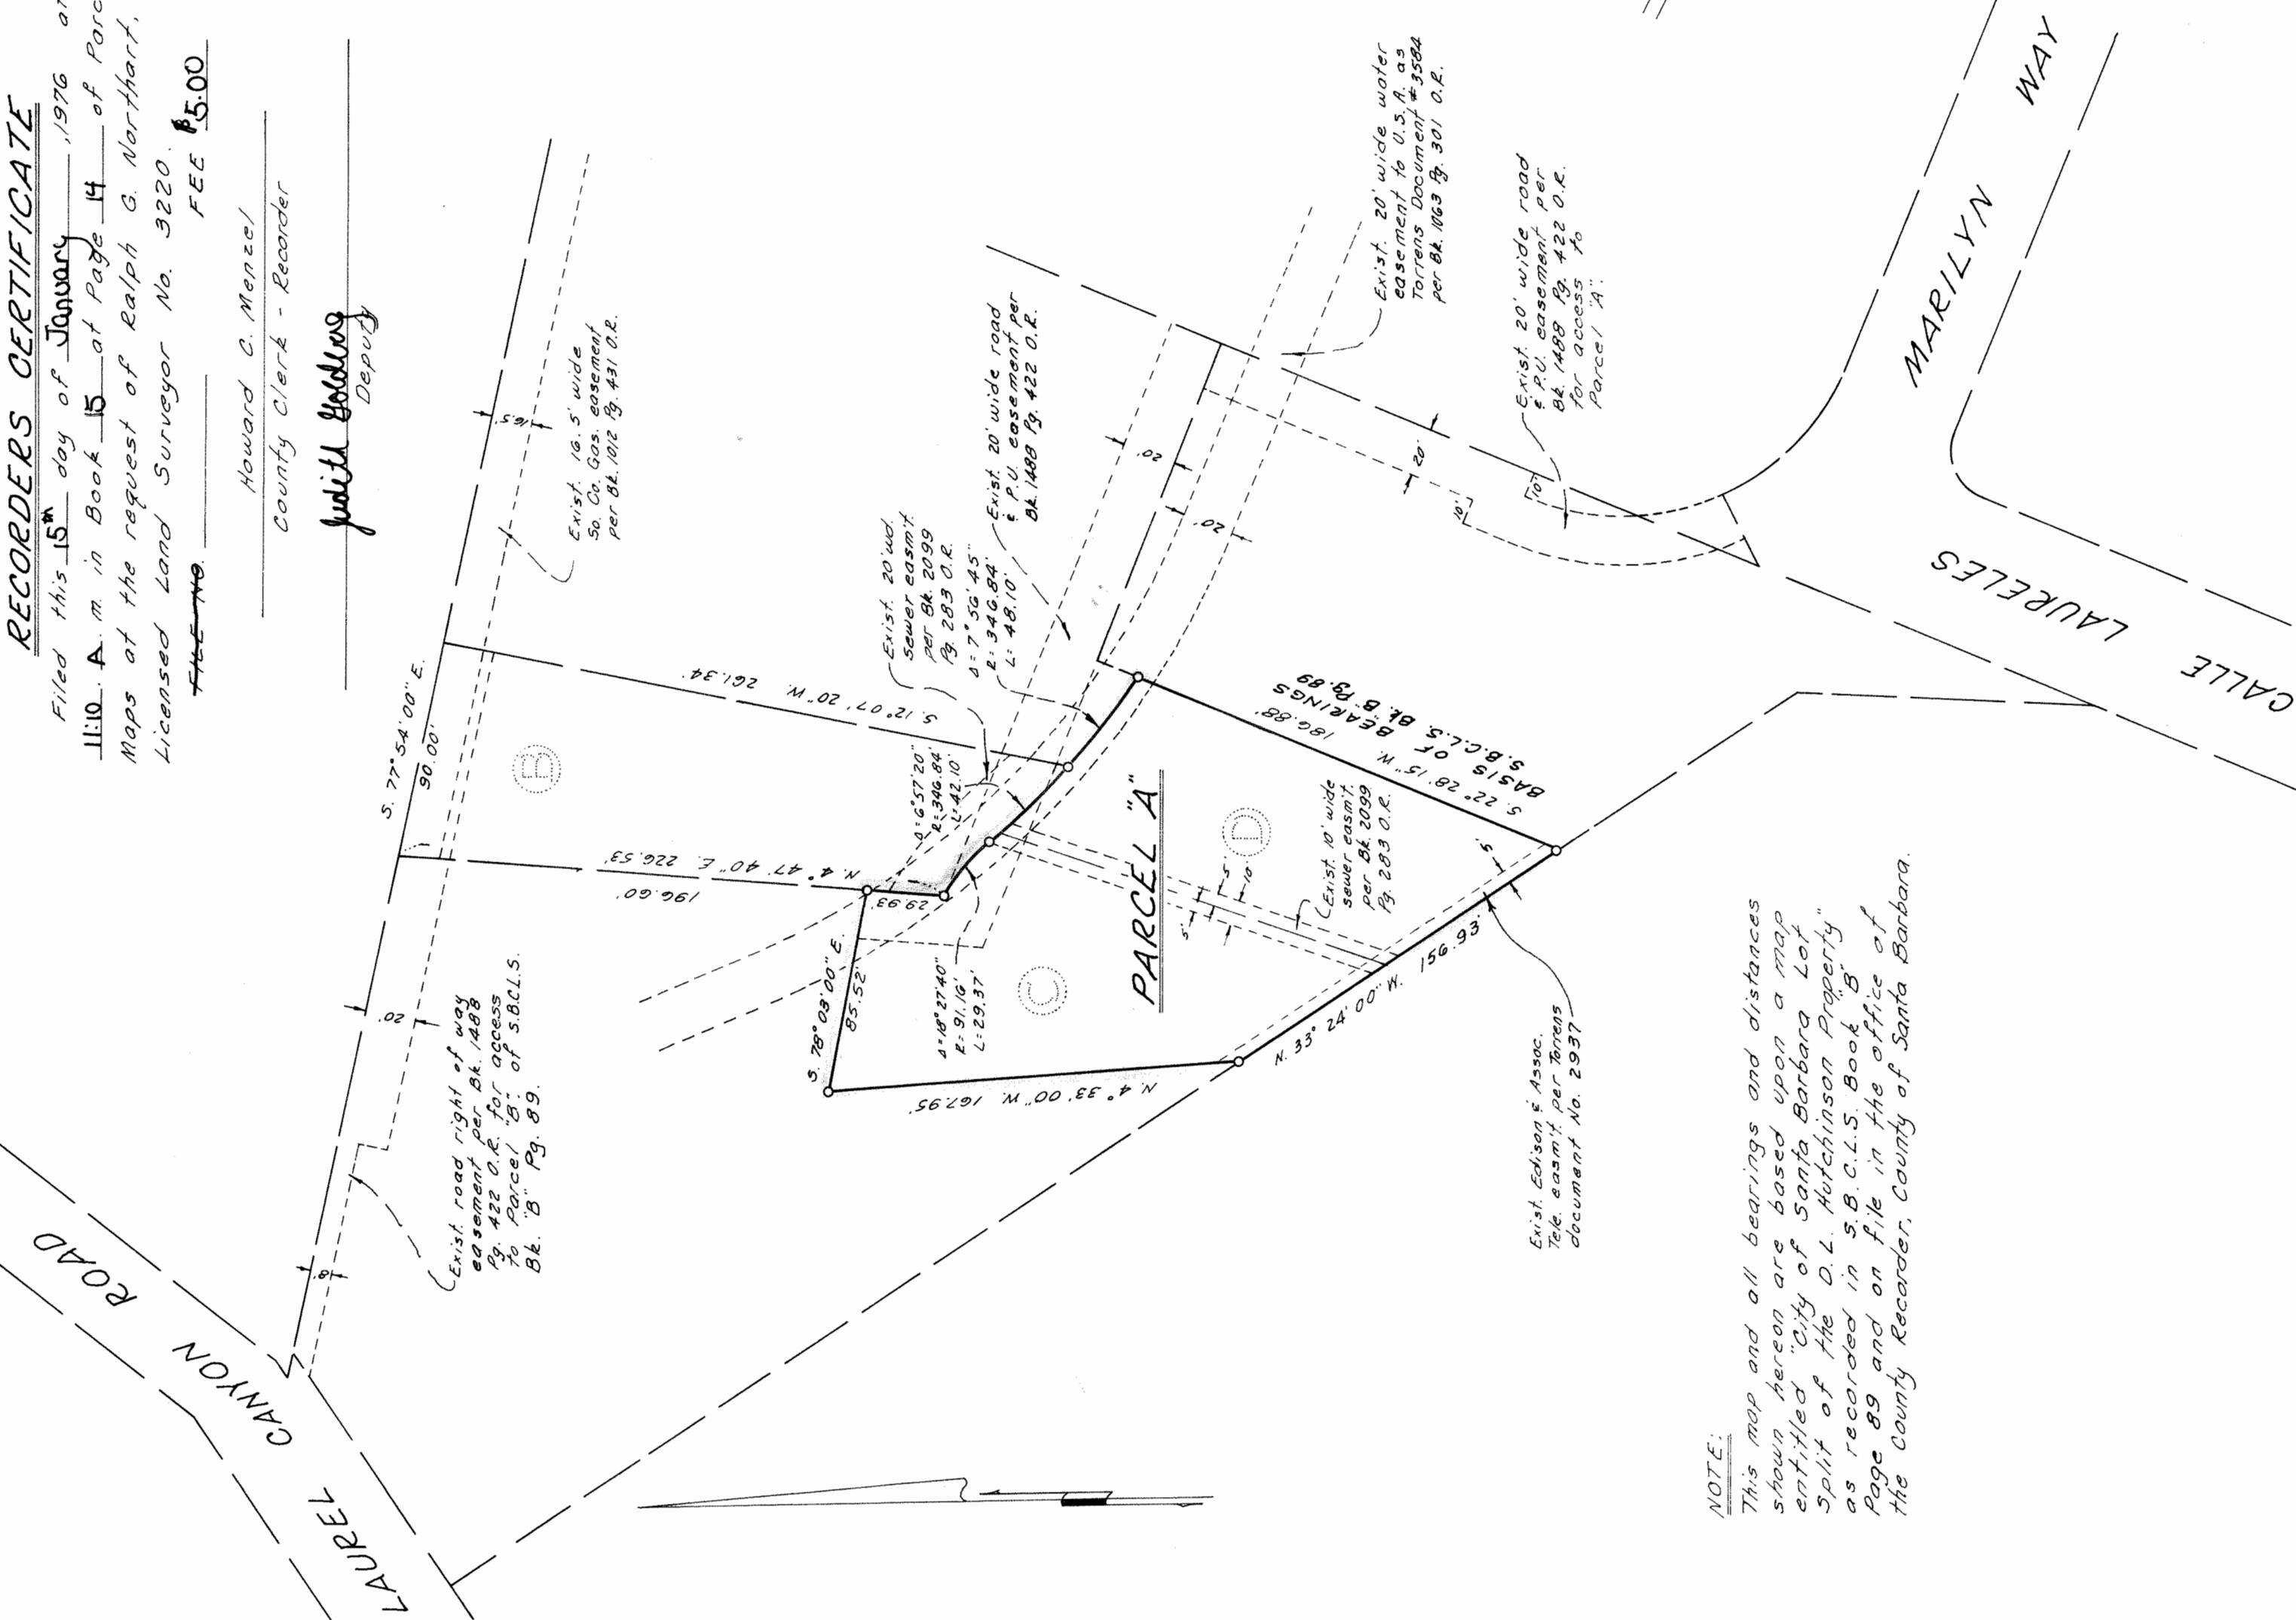 RECORDERS CERTIFICATE
Filed this 15th day of January, 1976 at
11:10 A.m. in Book 15 at Page 14 of Parc
Maps at the request of Ralph G. Northart,
Licensed Land Surveyor No. 3220.
FILE NO. FEE $5.00
Howard C. Menzel
County Clerk - Recorder
Deputy
LAUREL CANYON ROAD
8'
20'
Exist. road right of way
easement per Bk. 1488
Pg. 422 O.R. for access
to Parcel "B" of S.B.C.L.S.
Bk. "B" Pg. 89.
S. 77° 54' 00" E.
90.00'
B
16.5'
Exist. 16.5' wide
So. Co. Gas. easement
per Bk. 1012 Pg. 431 O.R.
N. 4° 47' 40" E. 226.53'
196.60'
29.93'
S. 12° 07' 20" W. 261.34'
Exist. 20' wd.
sewer easm't.
per Bk. 2099
Pg. 283 O.R.
Δ= 7° 56' 45"
R= 346.84'
L= 48.10'
Δ= 6° 57' 20"
R= 346.84'
L= 42.10'
Exist. 20' wide road
& P.U. easement per
Bk. 1488 Pg. 422 O.R.
20'
20'
Exist. 20' wide water
easement to U.S.A. as
Torrens Document #3584
per Bk. 1063 Pg. 301 O.R.
Exist. 20' wide road
& P.U. easement per
Bk. 1488 Pg. 422 O.R.
for access to
Parcel "A".
20'
10'
10'
MARILYN WAY
CALLE LAURELES
S. 78° 03' 00" E.
85.52'
Δ= 18° 27' 40"
R= 91.16'
L= 29.37'
C
PARCEL "A"
D
N. 4° 33' 00" W. 167.95'
N. 33° 24' 00" W. 156.93'
5'
5'
10'
5'
Exist. 10' wide
sewer easm't.
per Bk. 2099
Pg. 283 O.R.
S. 22° 28' 15" W. 186.88'
BASIS OF BEARINGS
S.B.C.L.S. Bk. "B" Pg. 89
Exist. Edison & Assoc.
Tele. easm't. per Torrens
document No. 2937
NOTE:
This map and all bearings and distances
shown hereon are based upon a map
entitled "City of Santa Barbara Lot
Split of the D. L. Hutchinson Property"
as recorded in S.B.C.L.S. Book "B"
Page 89 and on file in the office of
the County Recorder, County of Santa Barbara.